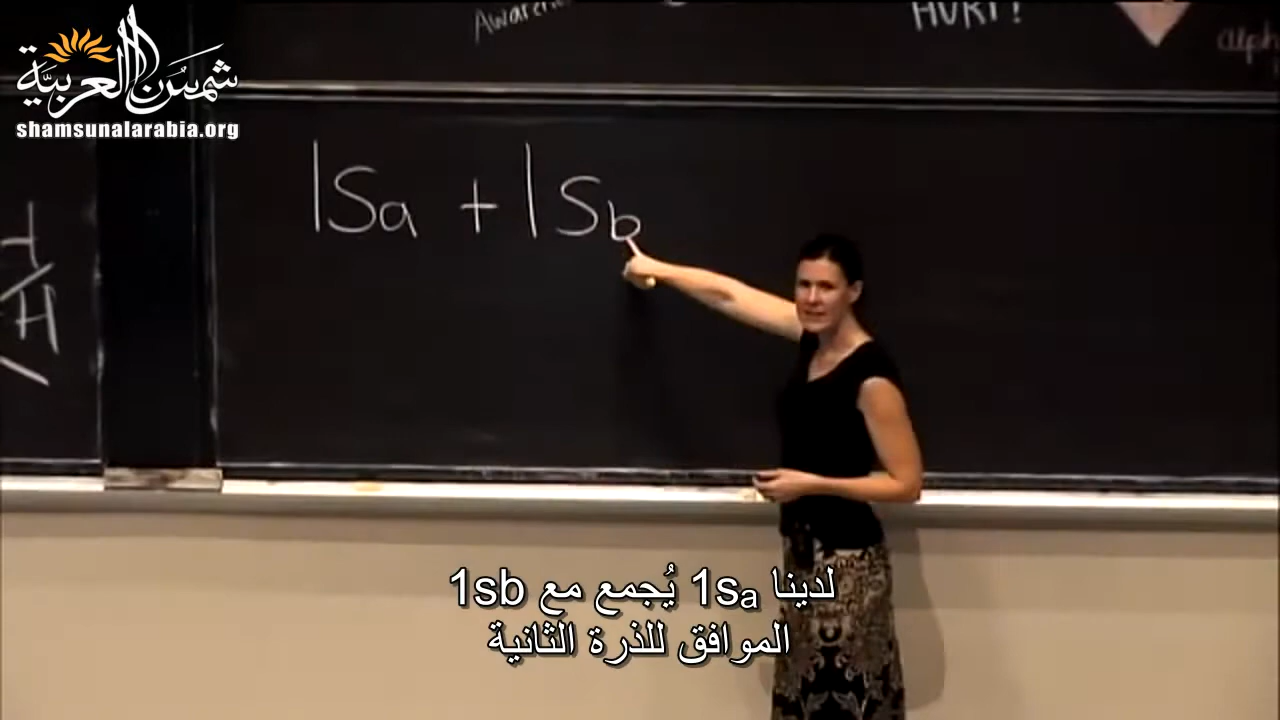 Awaren
HURT!
شمس العربية
shamsunalarabia.org
1Sa + 1Sb
H
لدينا 1sa يُجمع مع 1sb
الموافق للذرة الثانية